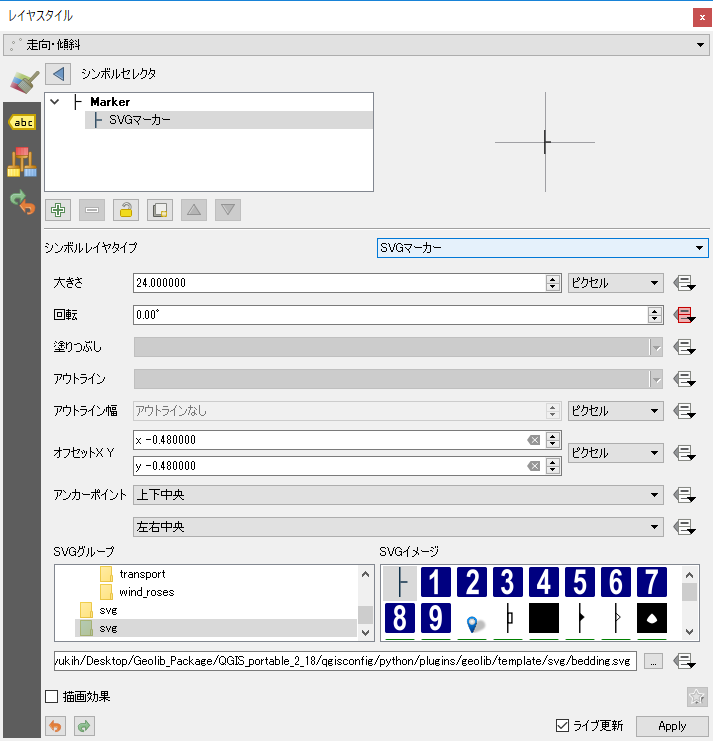 レイヤスタイル
走向・傾斜
シンボルセレクタ
Marker
SVGマーカー
abc
シンボルレイヤタイプ
SVGマーカー
大きさ
24.000000
ピクセル
回転
0.00°
塗りつぶし
アウトライン
アウトライン幅
アウトラインなし
ピクセル
オフセットX Y
x -0.480000
y -0.480000
ピクセル
アンカーポイント
上下中央
左右中央
SVGグループ
SVGイメージ
transport
wind_roses
svg
svg
1 2 3 4 5 6 7
8 9
yukih/Desktop/Geolib_Package/QGIS_portable_2_18/qgisconfig/python/plugins/geolib/template/svg/bedding.svg
...
描画効果
ライブ更新
Apply